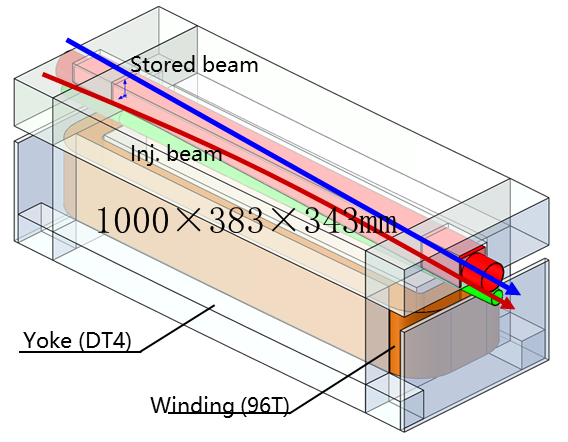 Stored beam
Inj. beam
1000×383×343mm
Yoke (DT4)
Winding (96T)